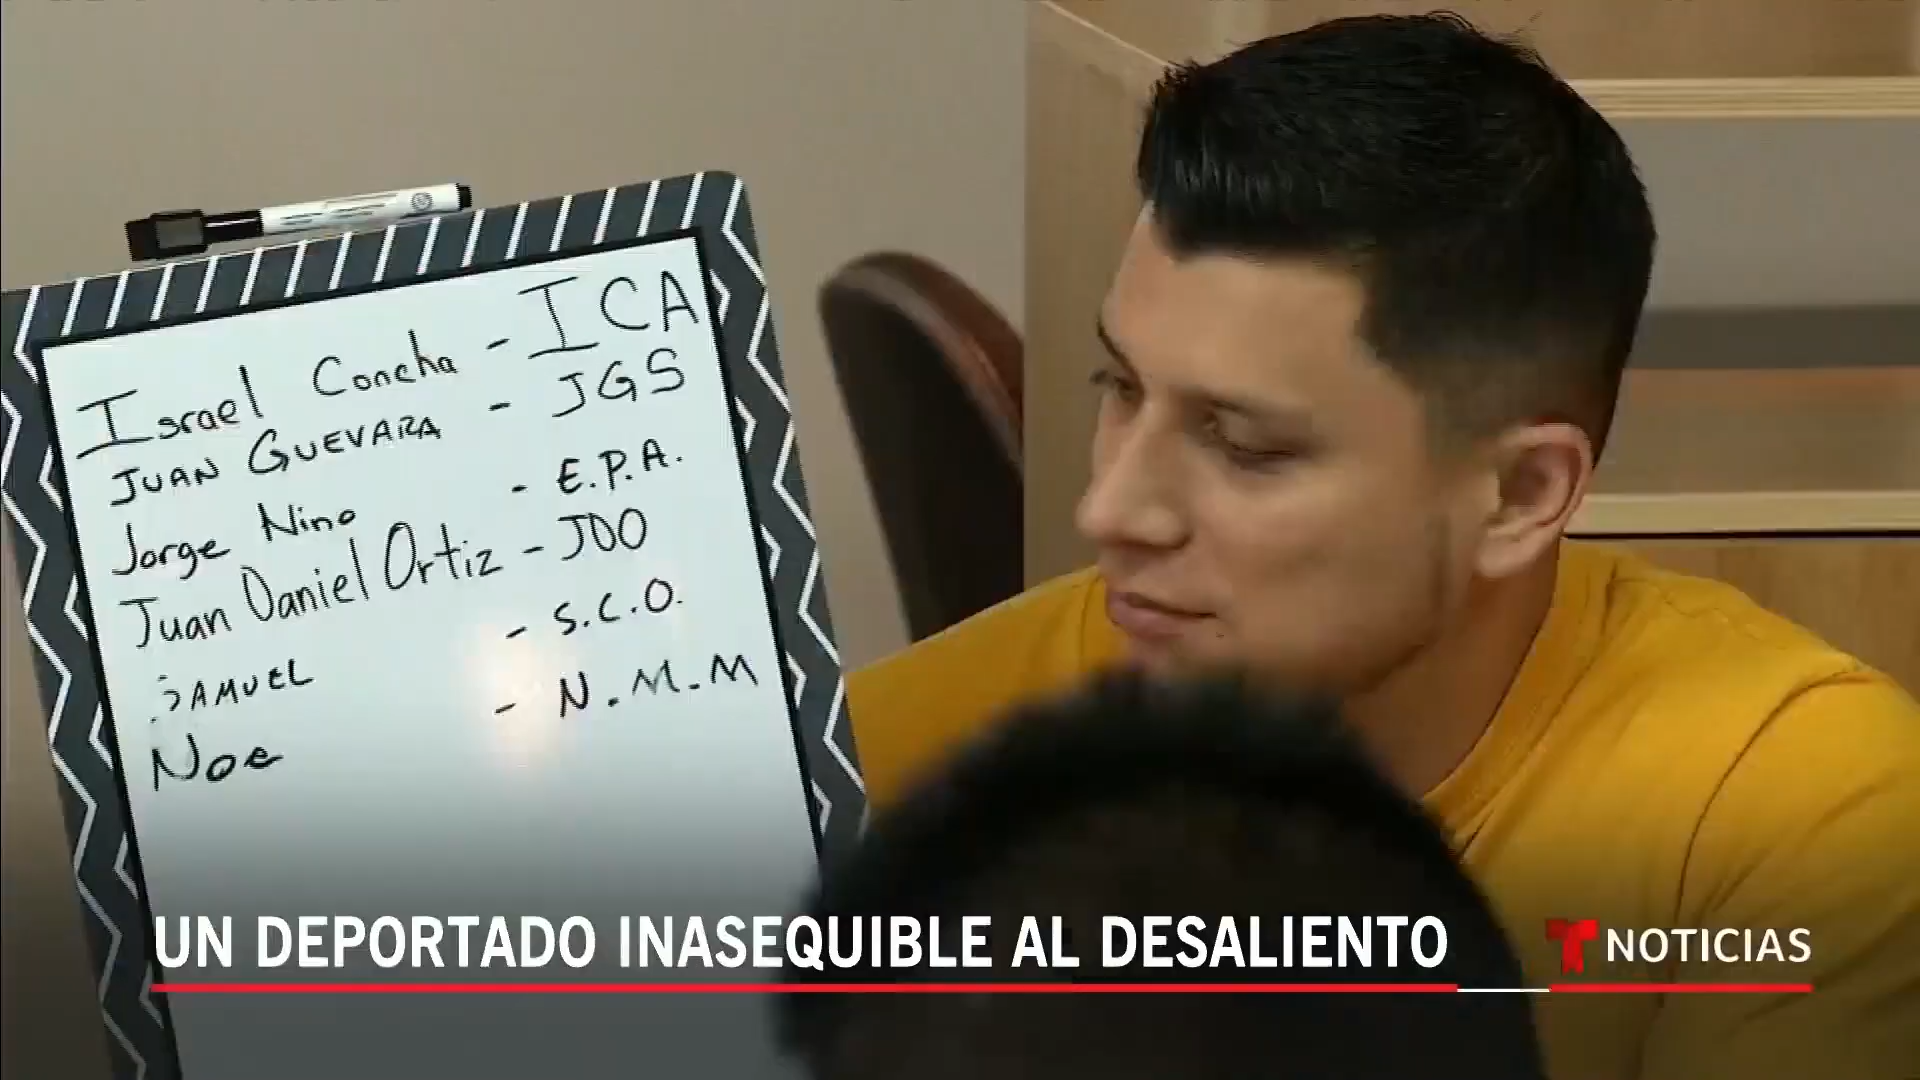 Israel Concha - ICA
JUAN GUEVARA - JGS
Jorge Nino - E.P.A.
Juan Daniel Ortiz - JDO
SAMUEL - S.C.O.
Noe - N.M.M
UN DEPORTADO INASEQUIBLE AL DESALIENTO
NOTICIAS